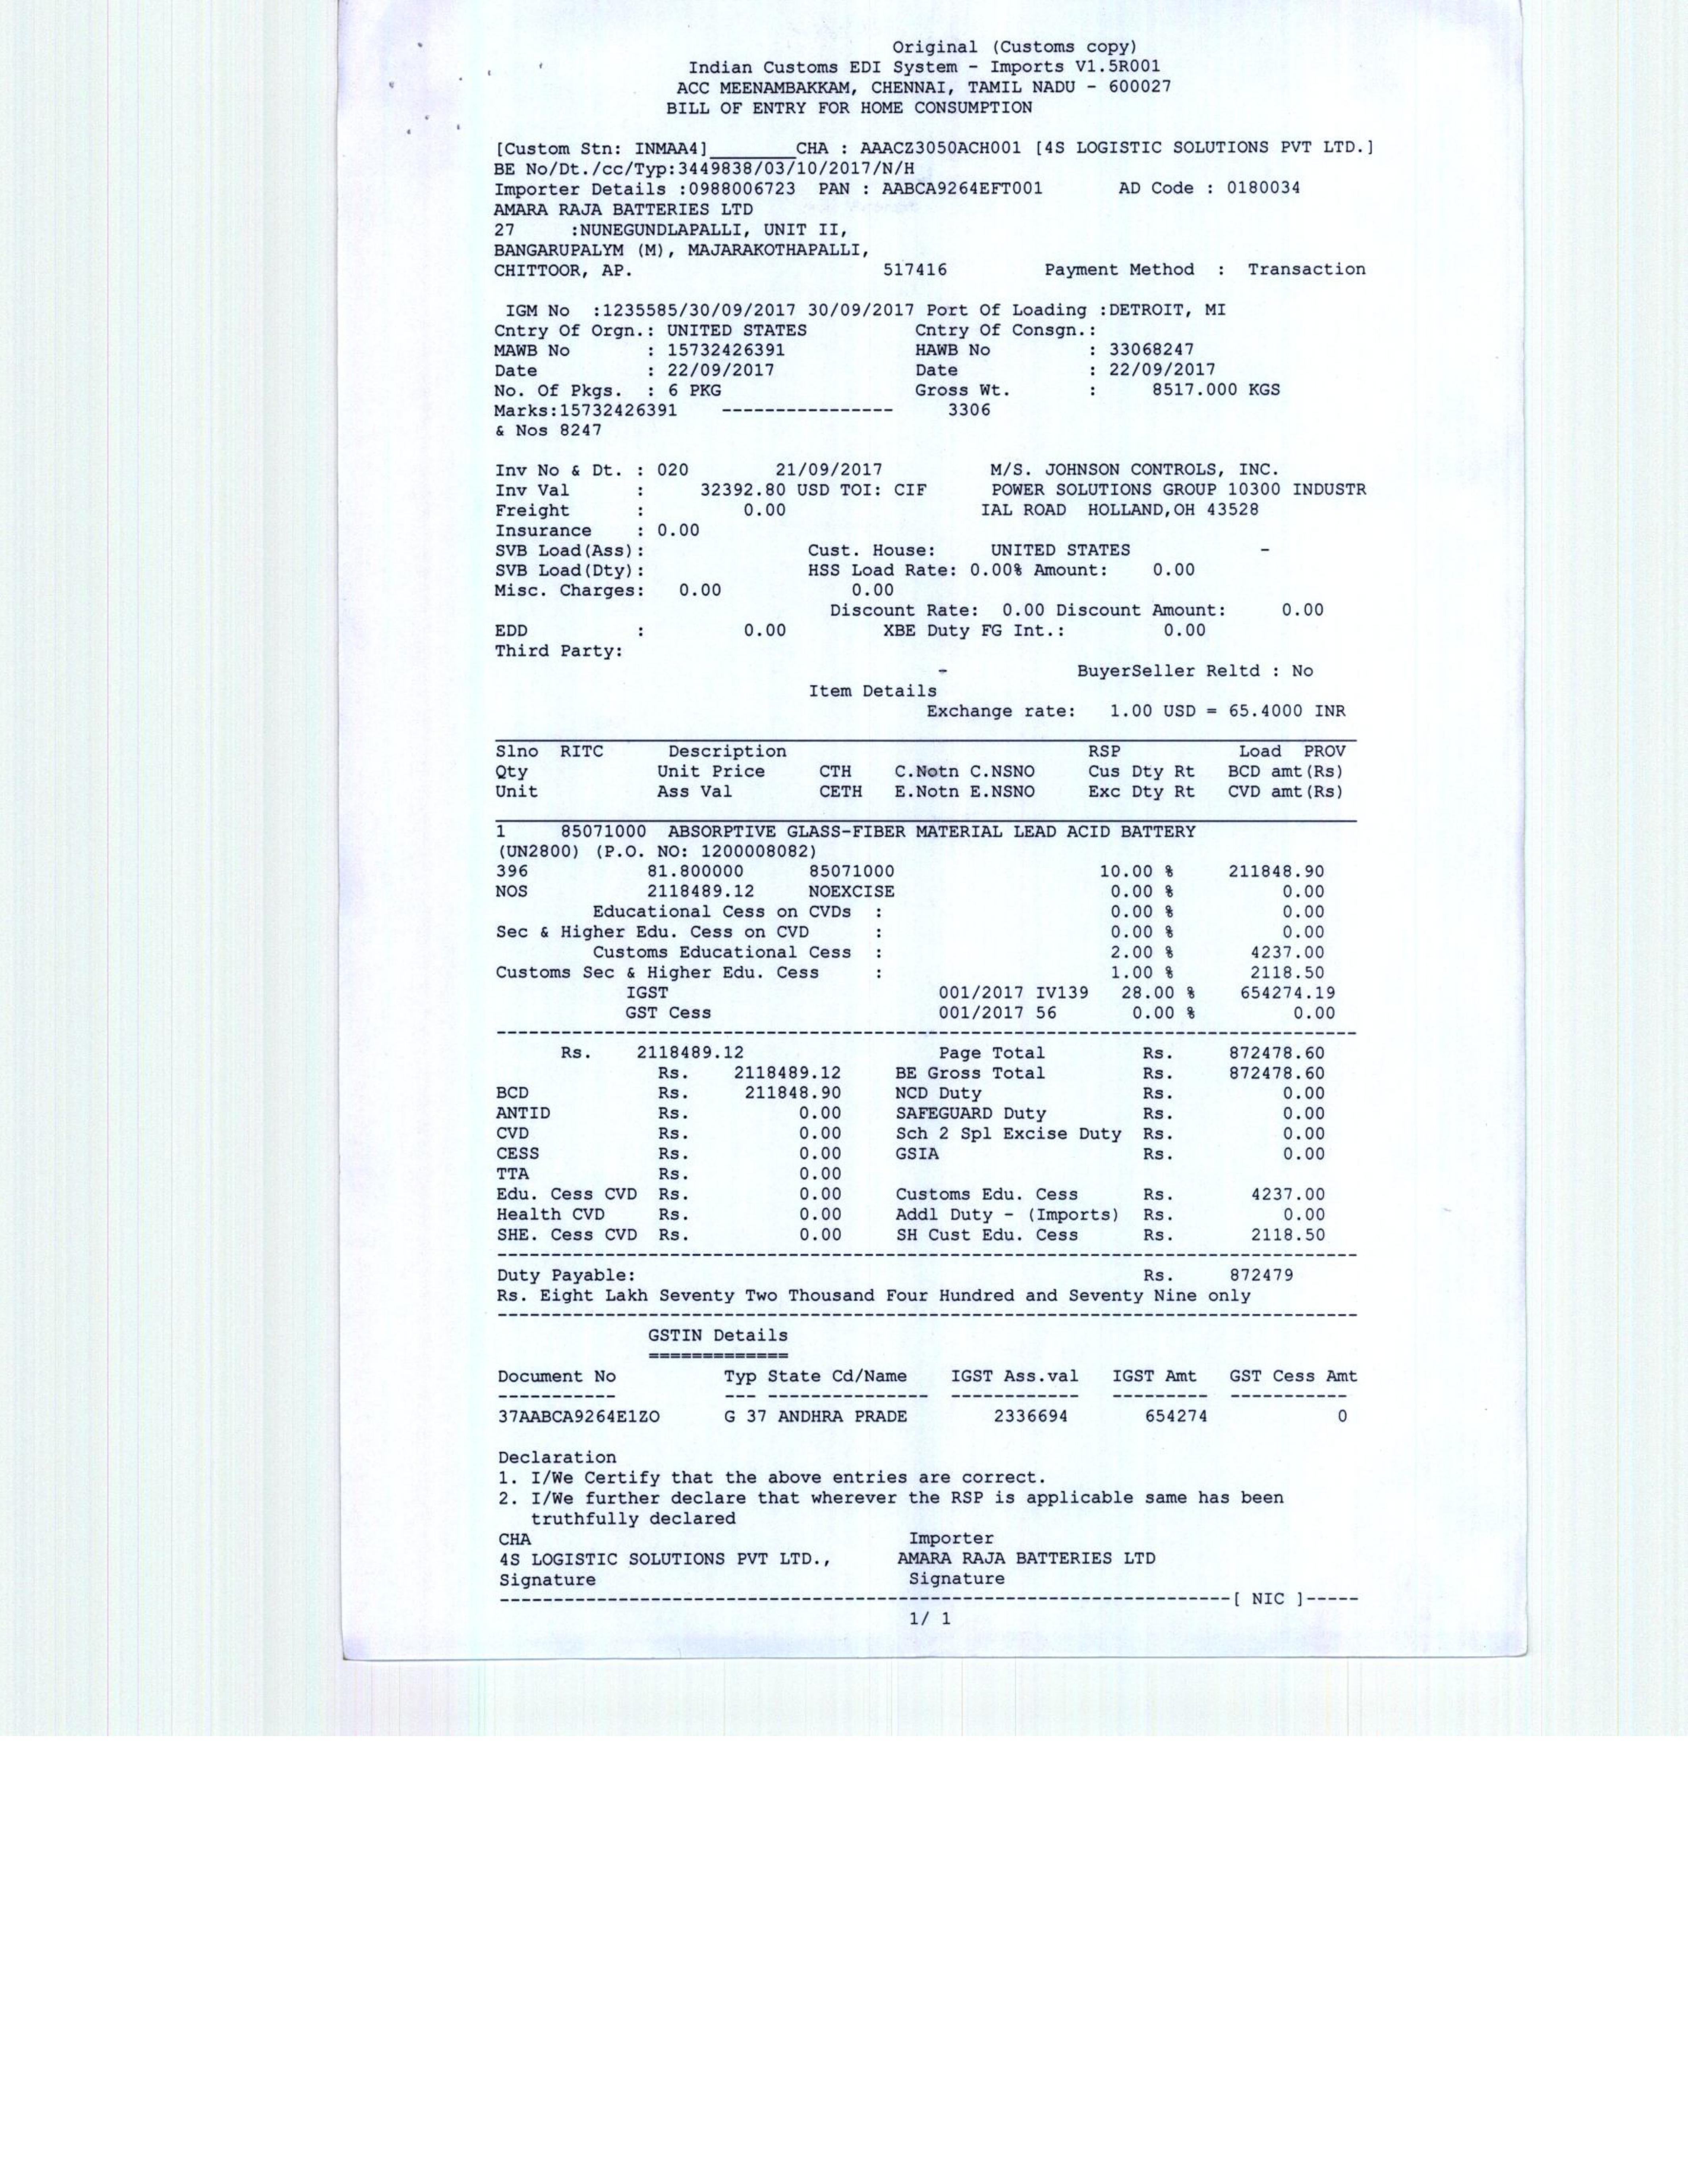 Original (Customs copy)
Indian Customs EDI System - Imports V1.5R001
ACC MEENAMBAKKAM, CHENNAI, TAMIL NADU - 600027
BILL OF ENTRY FOR HOME CONSUMPTION
[Custom Stn: INMAA4]________CHA : AAACZ3050ACH001 [4S LOGISTIC SOLUTIONS PVT LTD.]
BE No/Dt./cc/Typ:3449838/03/10/2017/N/H
Importer Details :0988006723 PAN : AABCA9264EFT001 AD Code : 0180034
AMARA RAJA BATTERIES LTD
27 :NUNEGUNDLAPALLI, UNIT II,
BANGARUPALYM (M), MAJARAKOTHAPALLI,
CHITTOOR, AP. 517416 Payment Method : Transaction
IGM No :1235585/30/09/2017 30/09/2017 Port Of Loading :DETROIT, MI
Cntry Of Orgn.: UNITED STATES Cntry Of Consgn.:
MAWB No : 15732426391 HAWB No : 33068247
Date : 22/09/2017 Date : 22/09/2017
No. Of Pkgs. : 6 PKG Gross Wt. : 8517.000 KGS
Marks:15732426391 ---------------- 3306
& Nos 8247
Inv No & Dt. : 020 21/09/2017 M/S. JOHNSON CONTROLS, INC.
Inv Val : 32392.80 USD TOI: CIF POWER SOLUTIONS GROUP 10300 INDUSTR
Freight : 0.00 IAL ROAD HOLLAND,OH 43528
Insurance : 0.00
SVB Load(Ass): Cust. House: UNITED STATES -
SVB Load(Dty): HSS Load Rate: 0.00% Amount: 0.00
Misc. Charges: 0.00 0.00
Discount Rate: 0.00 Discount Amount: 0.00
EDD : 0.00 XBE Duty FG Int.: 0.00
Third Party:
- BuyerSeller Reltd : No
Item Details
Exchange rate: 1.00 USD = 65.4000 INR
Slno RITC Description RSP Load PROV
Qty Unit Price CTH C.Notn C.NSNO Cus Dty Rt BCD amt(Rs)
Unit Ass Val CETH E.Notn E.NSNO Exc Dty Rt CVD amt(Rs)
1 85071000 ABSORPTIVE GLASS-FIBER MATERIAL LEAD ACID BATTERY
(UN2800) (P.O. NO: 1200008082)
396 81.800000 85071000 10.00 % 211848.90
NOS 2118489.12 NOEXCISE 0.00 % 0.00
Educational Cess on CVDs : 0.00 % 0.00
Sec & Higher Edu. Cess on CVD : 0.00 % 0.00
Customs Educational Cess : 2.00 % 4237.00
Customs Sec & Higher Edu. Cess : 1.00 % 2118.50
IGST 001/2017 IV139 28.00 % 654274.19
GST Cess 001/2017 56 0.00 % 0.00
Rs. 2118489.12 Page Total Rs. 872478.60
Rs. 2118489.12 BE Gross Total Rs. 872478.60
BCD Rs. 211848.90 NCD Duty Rs. 0.00
ANTID Rs. 0.00 SAFEGUARD Duty Rs. 0.00
CVD Rs. 0.00 Sch 2 Spl Excise Duty Rs. 0.00
CESS Rs. 0.00 GSIA Rs. 0.00
TTA Rs. 0.00
Edu. Cess CVD Rs. 0.00 Customs Edu. Cess Rs. 4237.00
Health CVD Rs. 0.00 Addl Duty - (Imports) Rs. 0.00
SHE. Cess CVD Rs. 0.00 SH Cust Edu. Cess Rs. 2118.50
Duty Payable: Rs. 872479
Rs. Eight Lakh Seventy Two Thousand Four Hundred and Seventy Nine only
GSTIN Details
=============
Document No Typ State Cd/Name IGST Ass.val IGST Amt GST Cess Amt
----------- --- --------------- ------------ --------- -----------
37AABCA9264E1ZO G 37 ANDHRA PRADE 2336694 654274 0
Declaration
1. I/We Certify that the above entries are correct.
2. I/We further declare that wherever the RSP is applicable same has been
truthfully declared
CHA Importer
4S LOGISTIC SOLUTIONS PVT LTD., AMARA RAJA BATTERIES LTD
Signature Signature
--------------------------------------------------------------------[ NIC ]-----
1/ 1